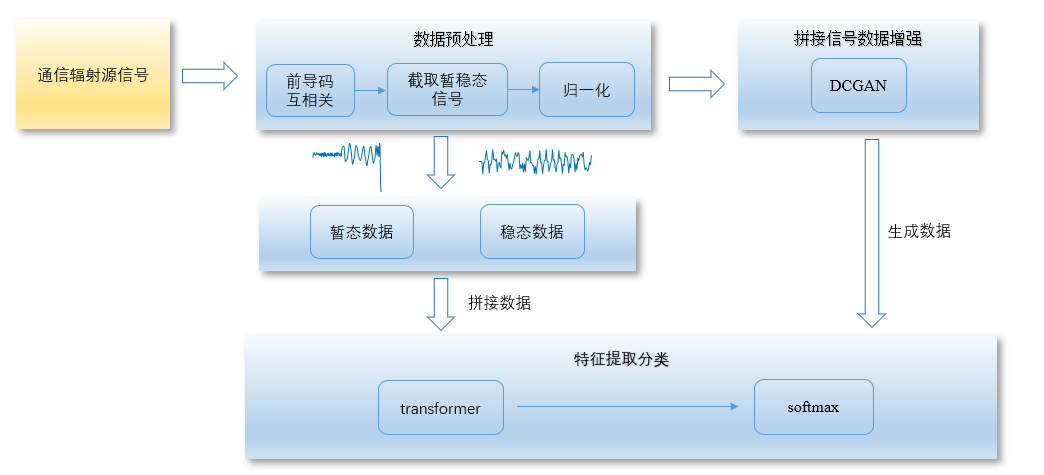 通信辐射源信号
数据预处理
前导码
互相关
截取暂稳态
信号
归一化
拼接信号数据增强
DCGAN
暂态数据
稳态数据
生成数据
拼接数据
特征提取分类
transformer
softmax